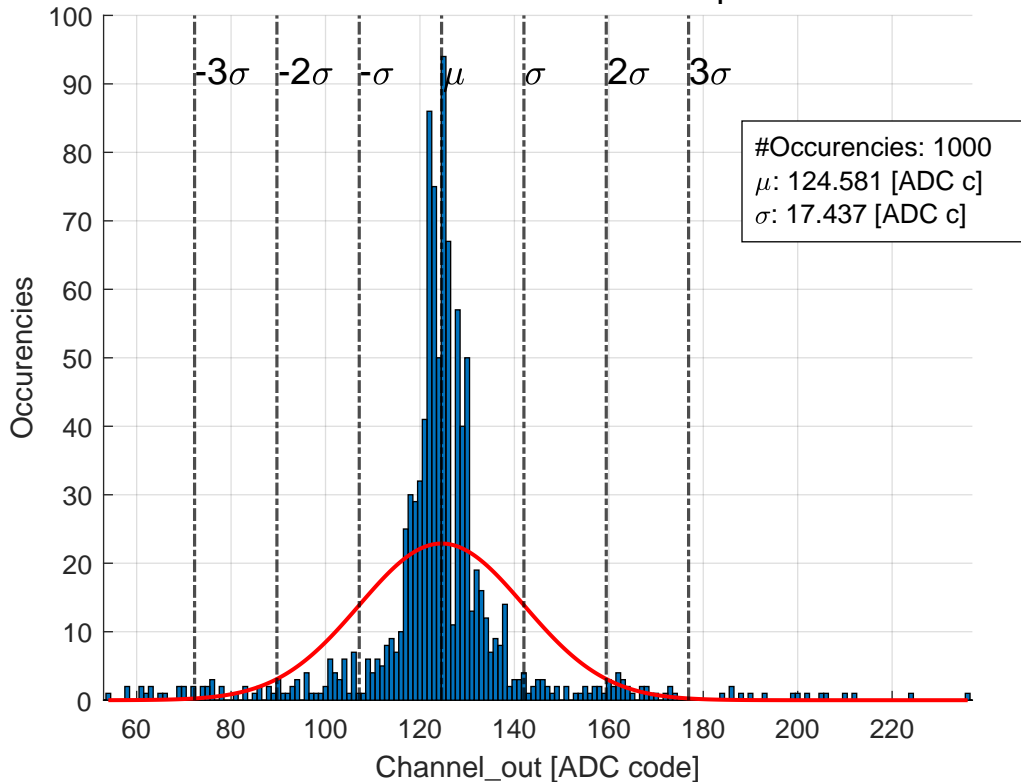 100
90
80
70
60
50
40
30
20
10
0
Occurencies
-3σ
-2σ
-σ
μ
σ
2σ
3σ
#Occurencies: 1000
μ: 124.581 [ADC c]
σ: 17.437 [ADC c]
60 80 100 120 140 160 180 200 220
Channel_out [ADC code]